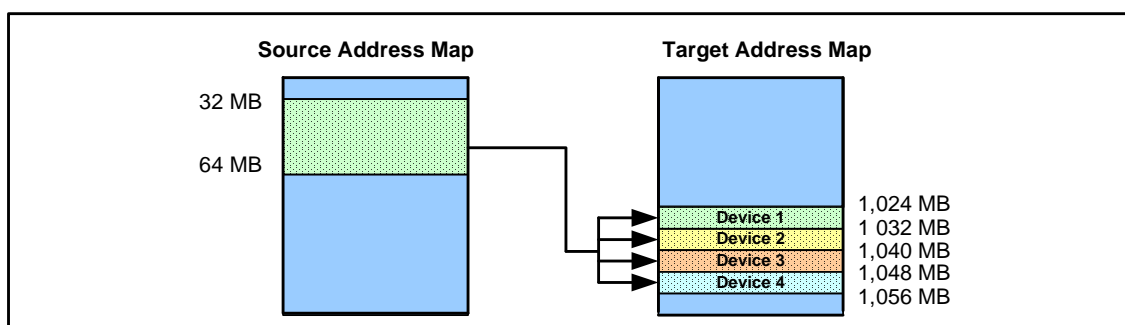 Source Address Map
Target Address Map
32 MB
64 MB
1,024 MB
Device 1
1 032 MB
Device 2
1,040 MB
Device 3
1,048 MB
Device 4
1,056 MB